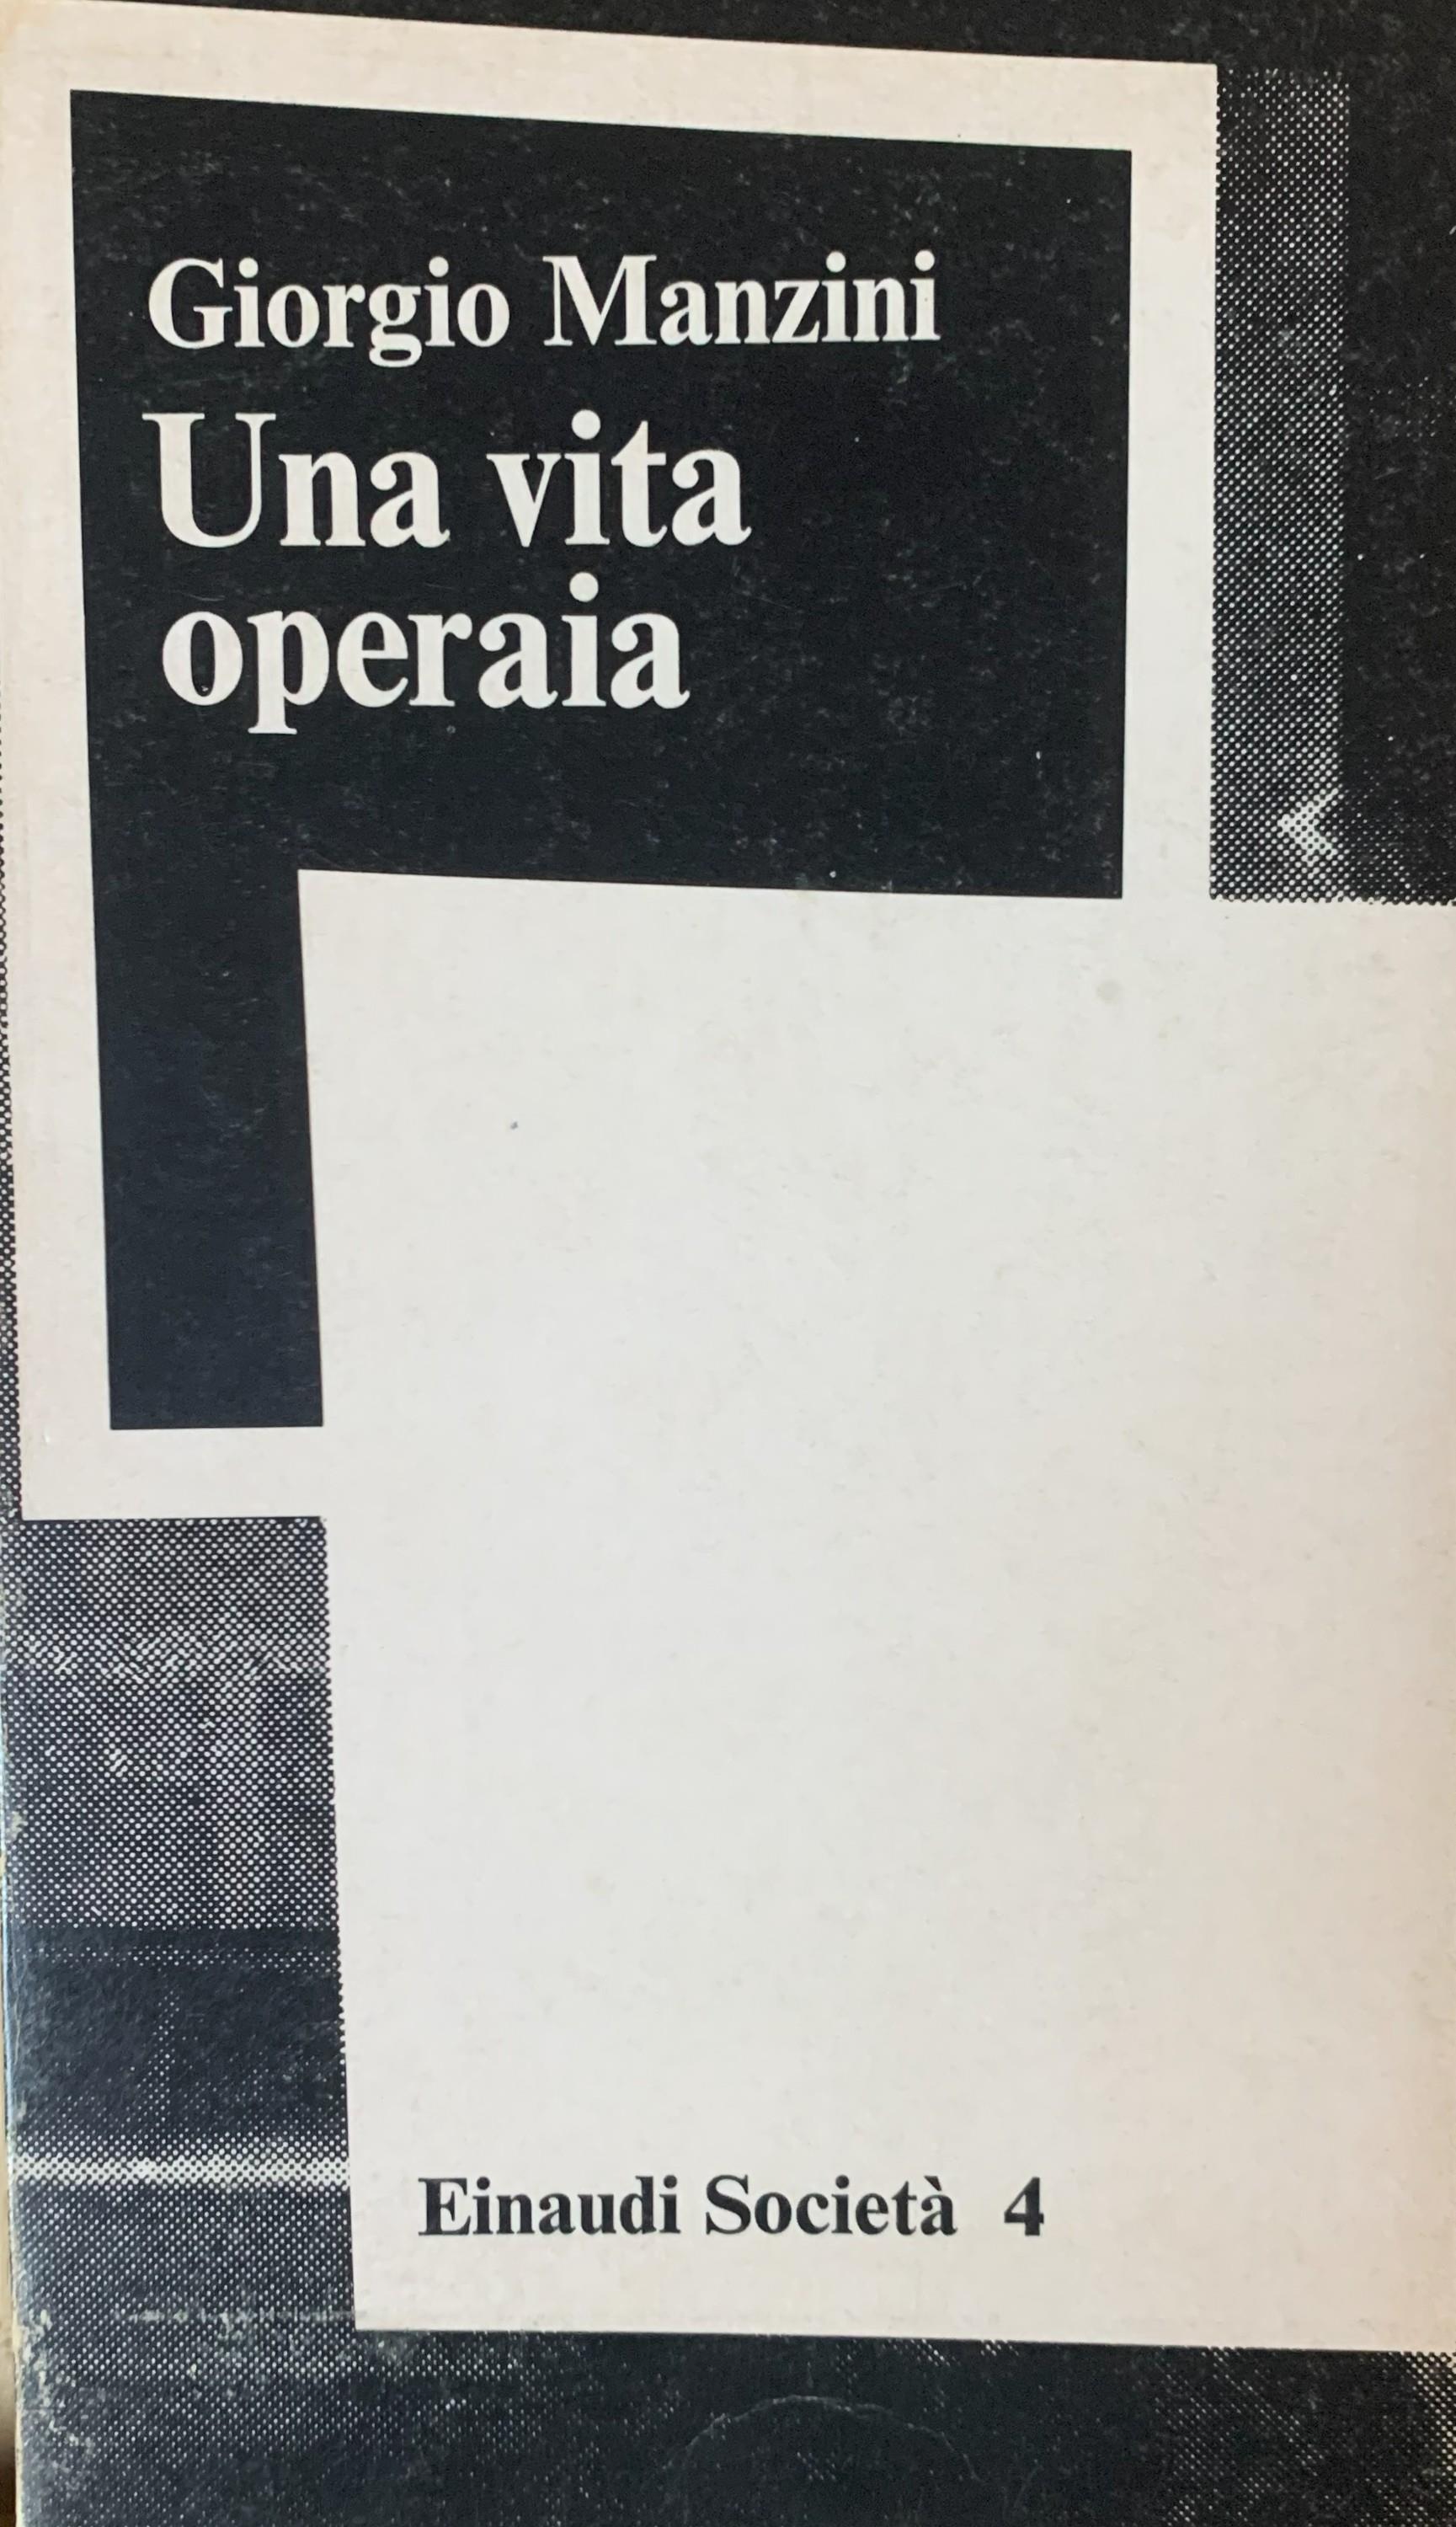 Giorgio Manzini
Una vita
operaia
Einaudi Società 4